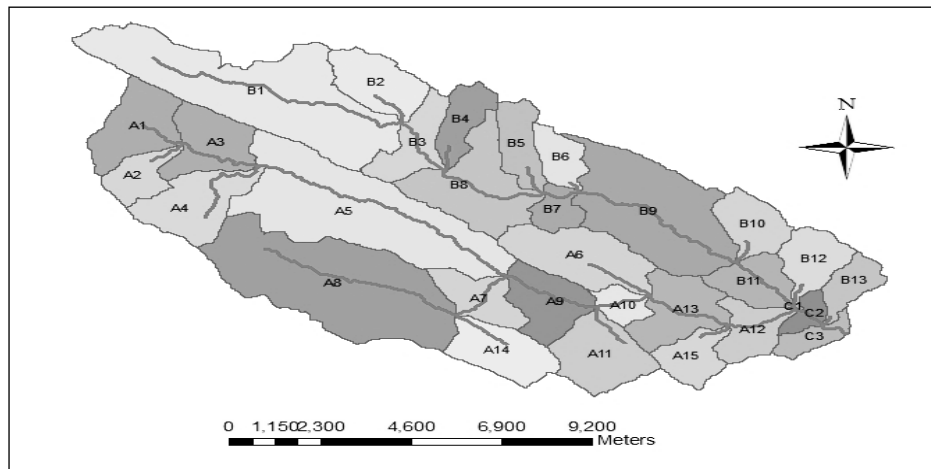 B1
B2
B3
B4
B5
B6
B7
B8
B9
B10
B11
B12
B13
A1
A2
A3
A4
A5
A6
A7
A8
A9
A10
A11
A12
A13
A14
A15
C1
C2
C3
N
0 1,150 2,300 4,600 6,900 9,200
Meters